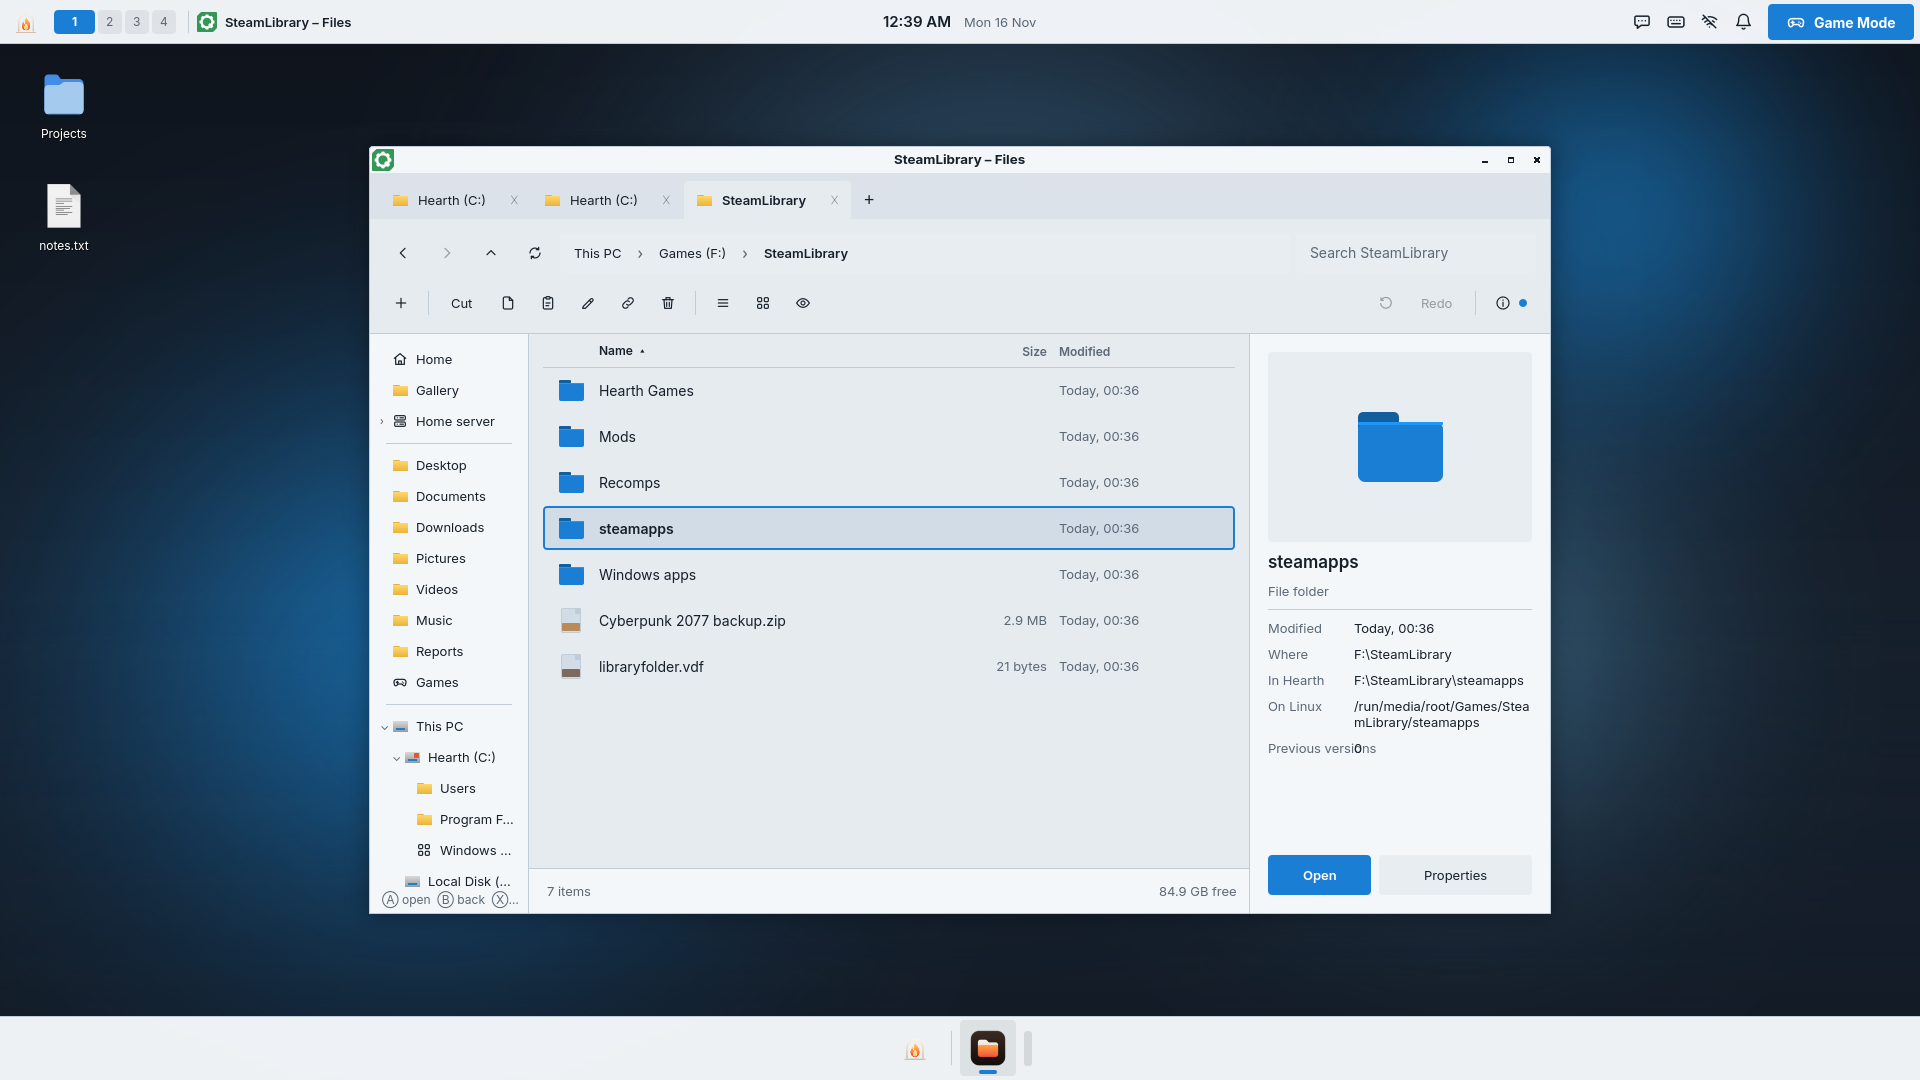 1 2 3 4 SteamLibrary – Files
12:39 AM Mon 16 Nov
Game Mode
Projects
notes.txt
SteamLibrary – Files
Hearth (C:) X Hearth (C:) X SteamLibrary X +
This PC › Games (F:) › SteamLibrary
Search SteamLibrary
Cut
Redo
Home
Gallery
Home server
Desktop
Documents
Downloads
Pictures
Videos
Music
Reports
Games
This PC
Hearth (C:)
Users
Program F...
Windows ...
Local Disk (...
A open B back X...
Name Size Modified
Hearth Games Today, 00:36
Mods Today, 00:36
Recomps Today, 00:36
steamapps Today, 00:36
Windows apps Today, 00:36
Cyberpunk 2077 backup.zip 2.9 MB Today, 00:36
libraryfolder.vdf 21 bytes Today, 00:36
7 items 84.9 GB free
steamapps
File folder
Modified Today, 00:36
Where F:\SteamLibrary
In Hearth F:\SteamLibrary\steamapps
On Linux /run/media/root/Games/Stea
mLibrary/steamapps
Previous versions 0
Open Properties